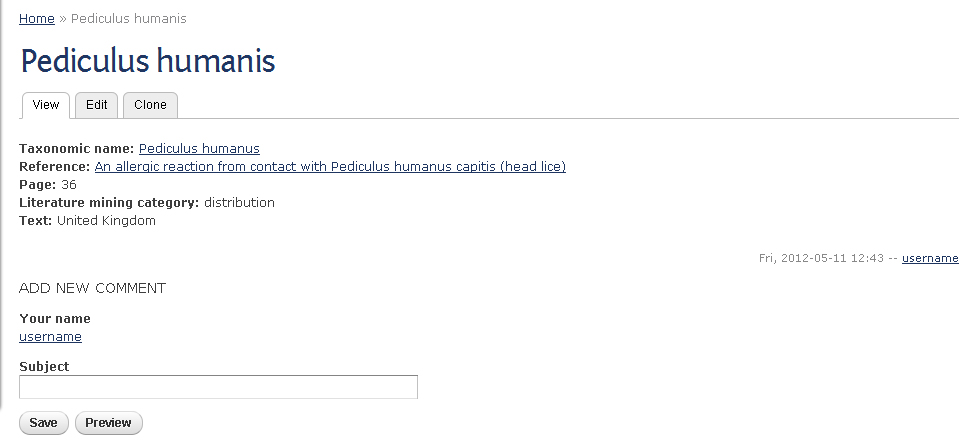 Home » Pediculus humanis
Pediculus humanis
View Edit Clone
Taxonomic name: Pediculus humanus
Reference: An allergic reaction from contact with Pediculus humanus capitis (head lice)
Page: 36
Literature mining category: distribution
Text: United Kingdom
Fri, 2012-05-11 12:43 -- username
ADD NEW COMMENT
Your name
username
Subject
Save Preview